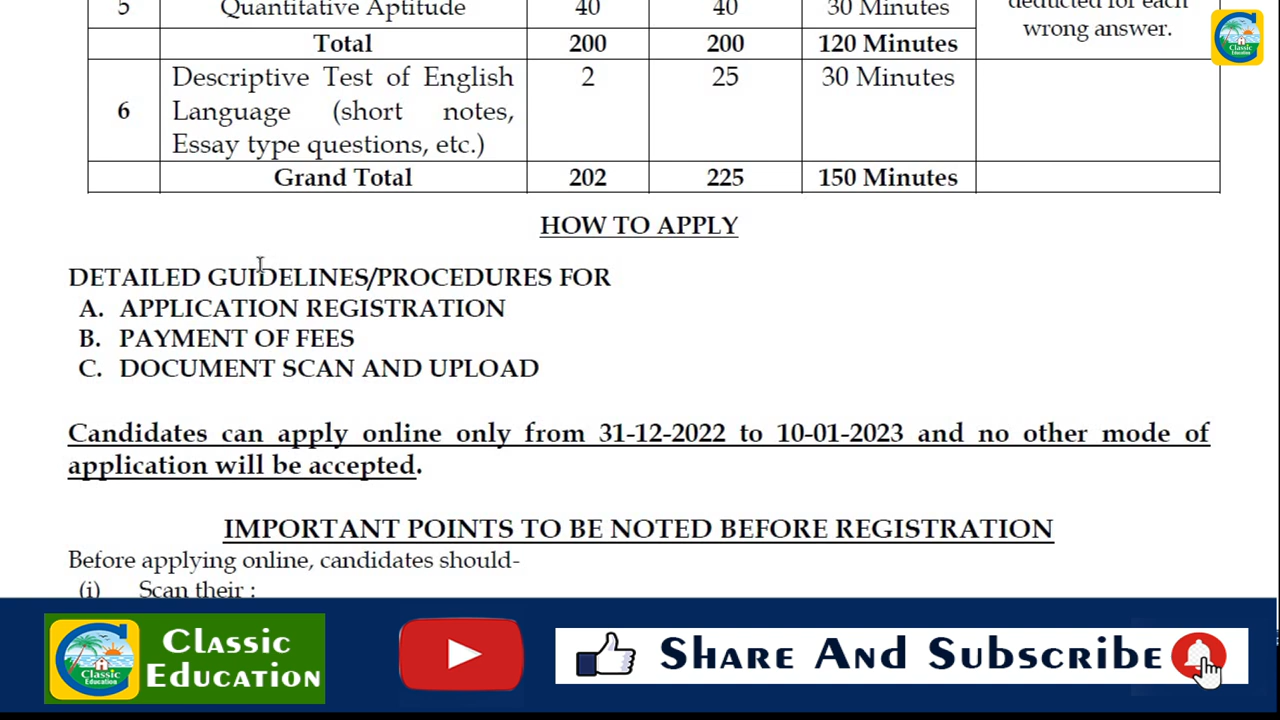 5 Quantitative Aptitude 40 40 30 Minutes deducted for each
wrong answer.
Total 200 200 120 Minutes
Descriptive Test of English 2 25 30 Minutes
6 Language (short notes,
Essay type questions, etc.)
Grand Total 202 225 150 Minutes
Classic
Education
HOW TO APPLY
DETAILED GUIDELINES/PROCEDURES FOR
A. APPLICATION REGISTRATION
B. PAYMENT OF FEES
C. DOCUMENT SCAN AND UPLOAD
Candidates can apply online only from 31-12-2022 to 10-01-2023 and no other mode of
application will be accepted.
IMPORTANT POINTS TO BE NOTED BEFORE REGISTRATION
Before applying online, candidates should-
(i) Scan their :
Classic
Education
Classic
Education
Share And Subscribe